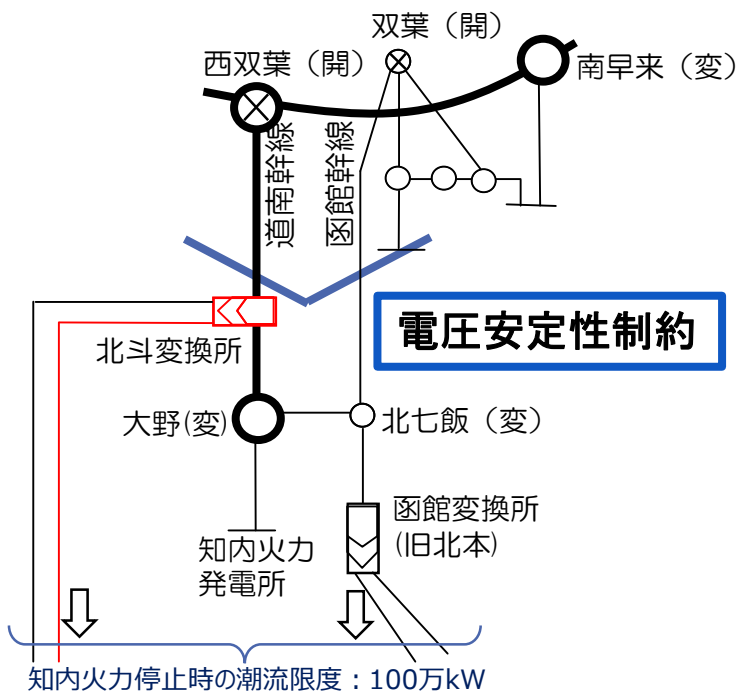 双葉（開）
西双葉（開）
南早来（変）
道南幹線
函館幹線
電圧安定性制約
北斗変換所
大野(変)
北七飯（変）
函館変換所
(旧北本)
知内火力
発電所
知内火力停止時の潮流限度：100万kW